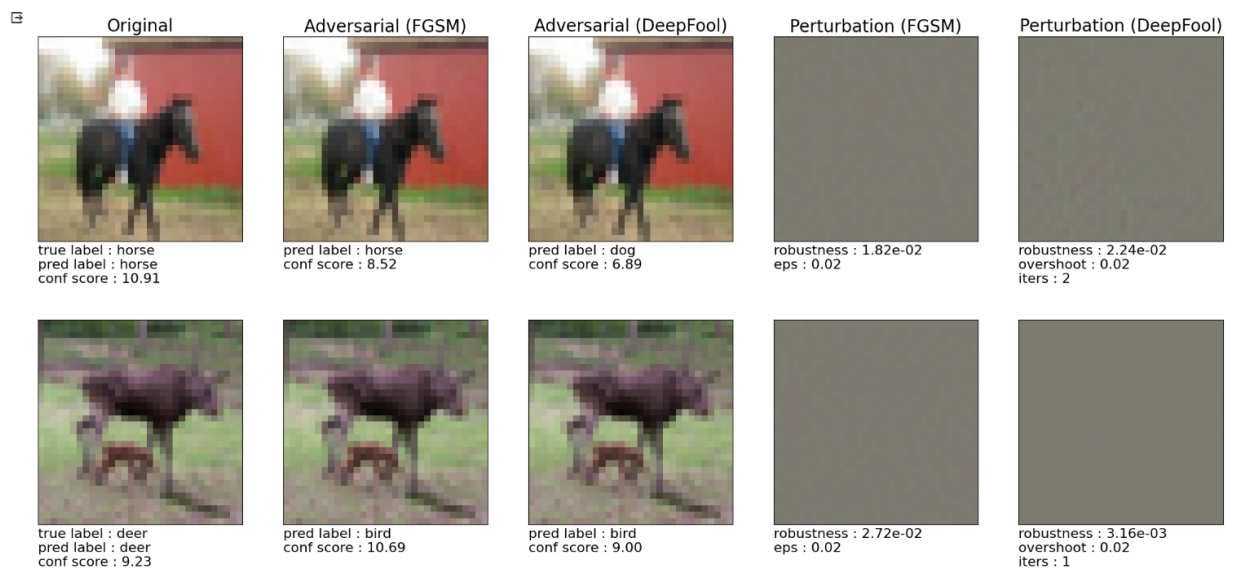 Original
Adversarial (FGSM)
Adversarial (DeepFool)
Perturbation (FGSM)
Perturbation (DeepFool)
true label : horse
pred label : horse
conf score : 10.91
pred label : horse
conf score : 8.52
pred label : dog
conf score : 6.89
robustness : 1.82e-02
eps : 0.02
robustness : 2.24e-02
overshoot : 0.02
iters : 2
true label : deer
pred label : deer
conf score : 9.23
pred label : bird
conf score : 10.69
pred label : bird
conf score : 9.00
robustness : 2.72e-02
eps : 0.02
robustness : 3.16e-03
overshoot : 0.02
iters : 1